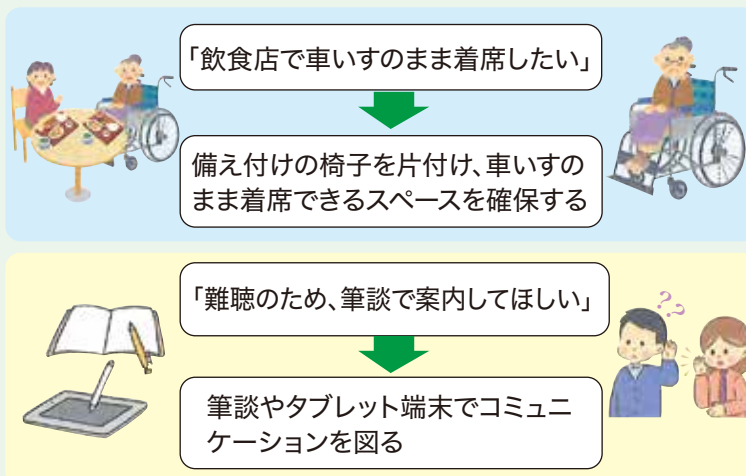 「飲食店で車いすのまま着席したい」
備え付けの椅子を片付け、車いすの
まま着席できるスペースを確保する
「難聴のため、筆談で案内してほしい」
??
筆談やタブレット端末でコミュニ
ケーションを図る